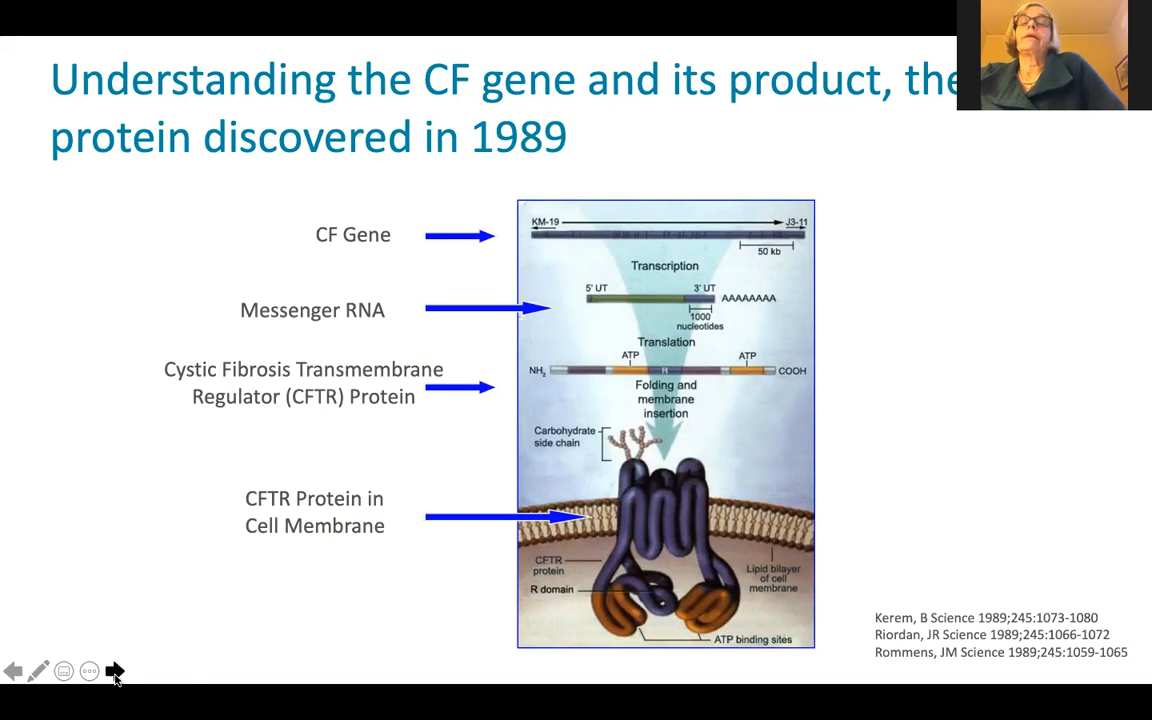 Understanding the CF gene and its product, the
protein discovered in 1989
CF Gene
Messenger RNA
Cystic Fibrosis Transmembrane
Regulator (CFTR) Protein
CFTR Protein in
Cell Membrane
KM-19
J3-11
50 kb
Transcription
5' UT
3' UT
AAAAAAAA
1000
nucleotides
Translation
ATP
ATP
NH2
R
COOH
Folding and
membrane
insertion
Carbohydrate
side chain
CFTR
protein
R domain
Lipid bilayer
of cell
membrane
ATP binding sites
Kerem, B Science 1989;245:1073-1080
Riordan, JR Science 1989;245:1066-1072
Rommens, JM Science 1989;245:1059-1065